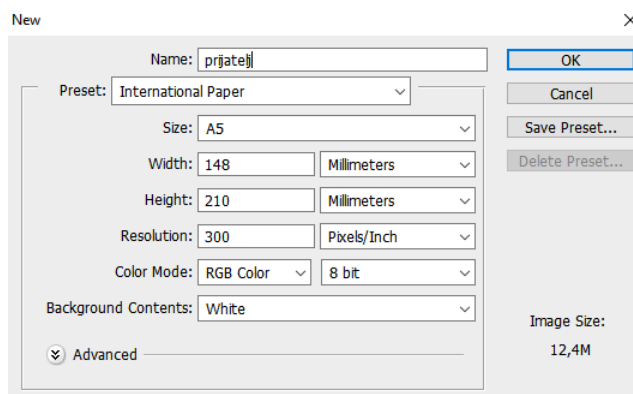 New
Name: prijatelj
OK
Preset: International Paper
Cancel
Size: A5
Save Preset...
Width: 148 Millimeters
Delete Preset...
Height: 210 Millimeters
Resolution: 300 Pixels/Inch
Color Mode: RGB Color 8 bit
Background Contents: White
Image Size:
12,4M
Advanced